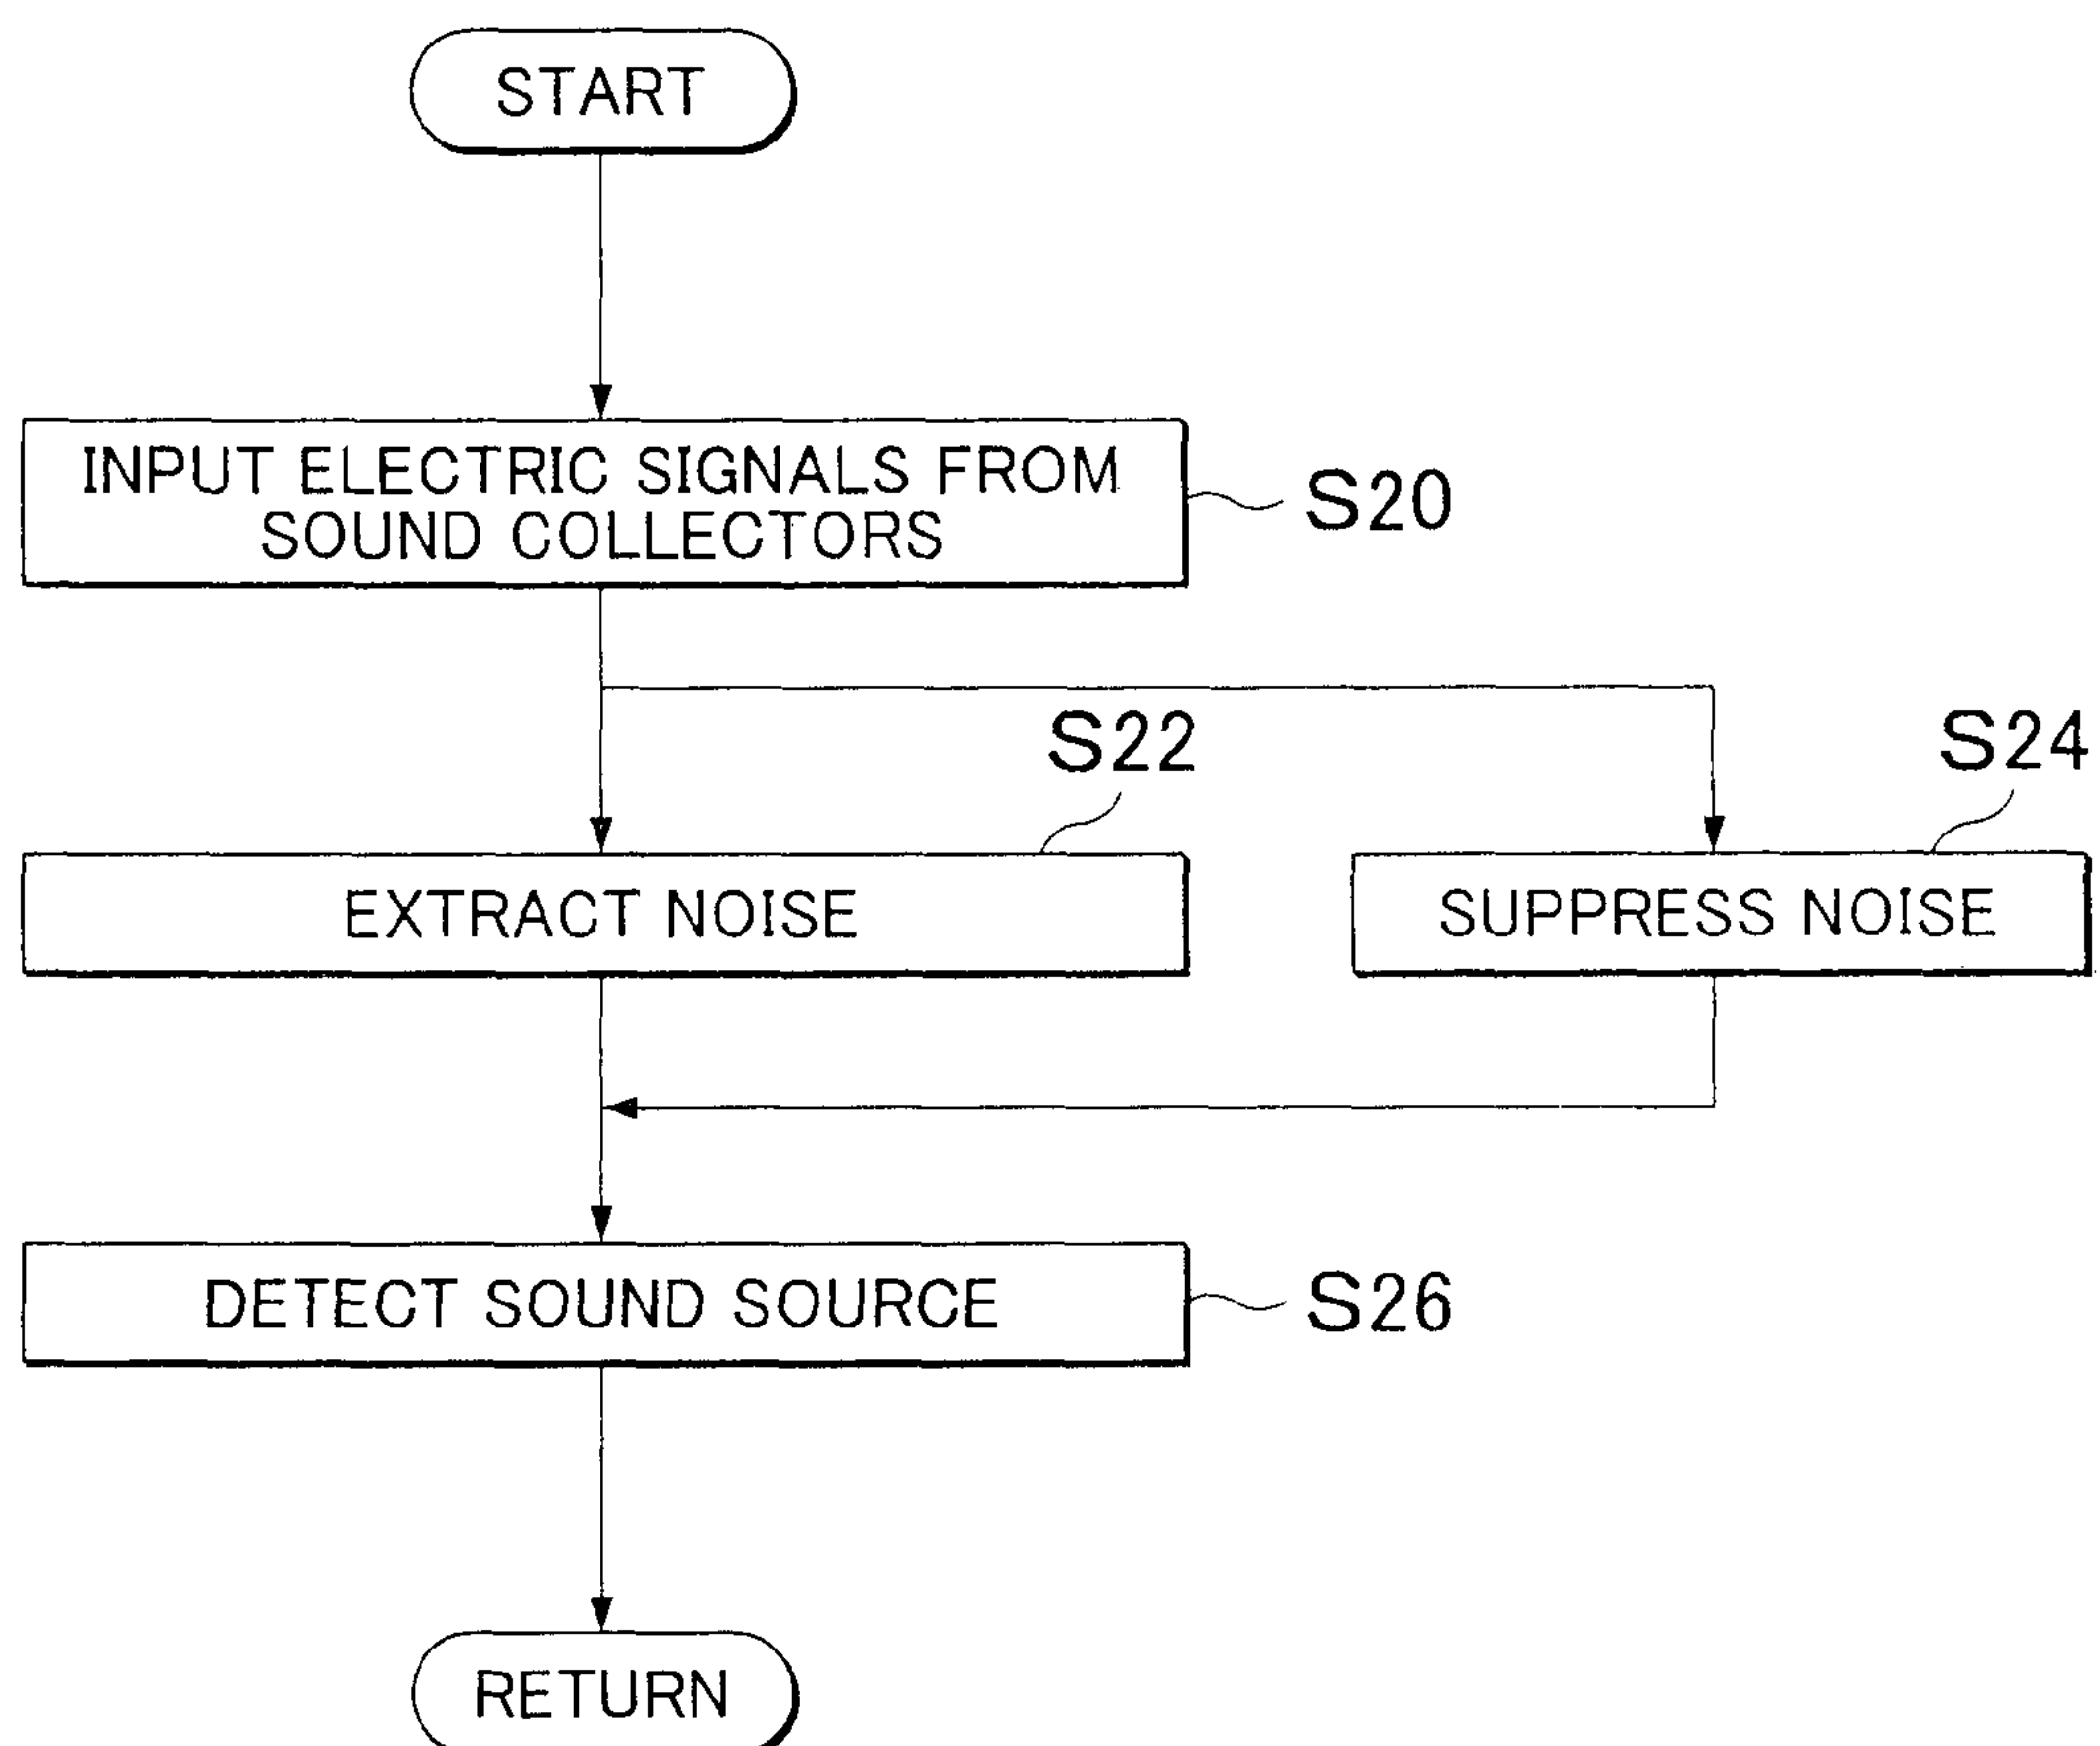 START
INPUT ELECTRIC SIGNALS FROM
SOUND COLLECTORS
S20
S22
S24
EXTRACT NOISE
SUPPRESS NOISE
DETECT SOUND SOURCE
S26
RETURN